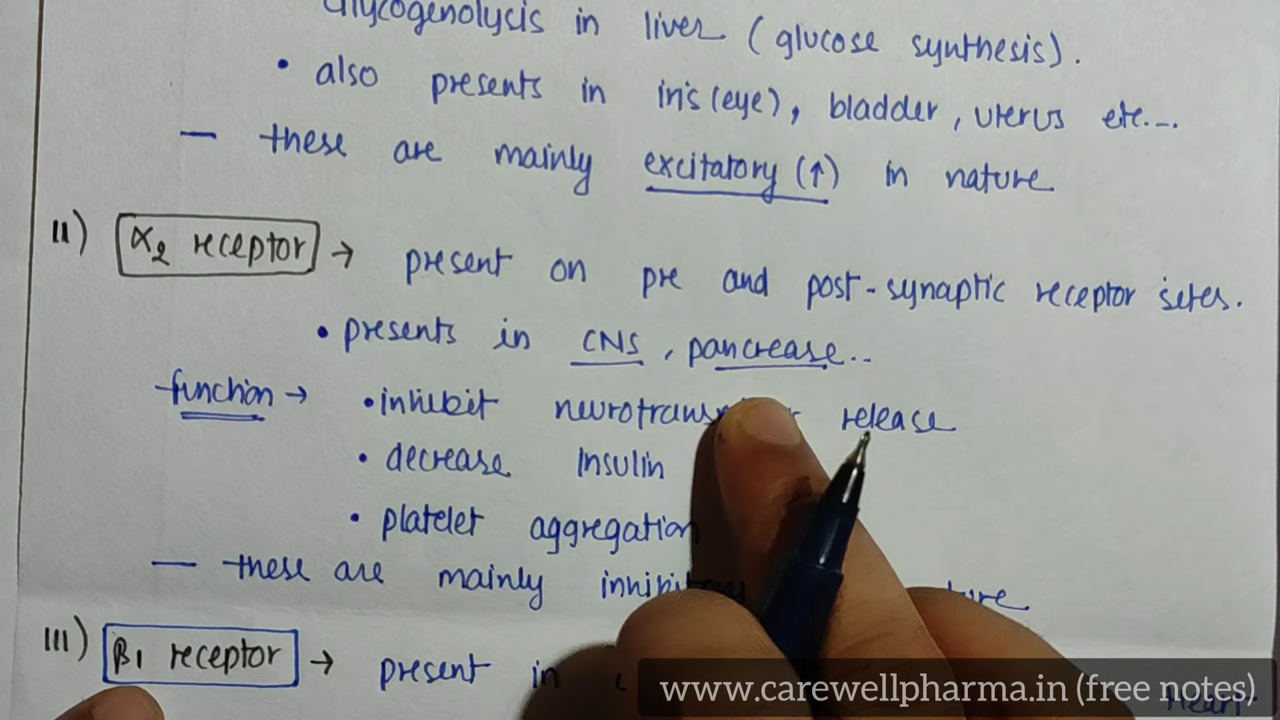 Glycogenolysis in liver (glucose synthesis).
• also presents in iris (eye), bladder, uterus etc...
— these are mainly excitatory (↑) in nature
II) α2 receptor → present on pre and post-synaptic receptor sites.
• presents in CNS, pancrease..
function → • inhibit release
• decrease insulin
• platelet aggregation
— these are mainly
III) β1 receptor → present in Heart.
www.carewellpharma.in (free notes)